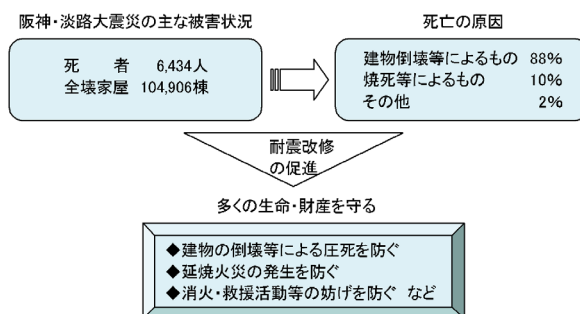 阪神・淡路大震災の主な被害状況
死者 6,434人
全壊家屋 104,906棟
死亡の原因
建物倒壊等によるもの 88%
焼死等によるもの 10%
その他 2%
耐震改修
の促進
多くの生命・財産を守る
◆建物の倒壊等による圧死を防ぐ
◆延焼火災の発生を防ぐ
◆消火・救援活動等の妨げを防ぐ など